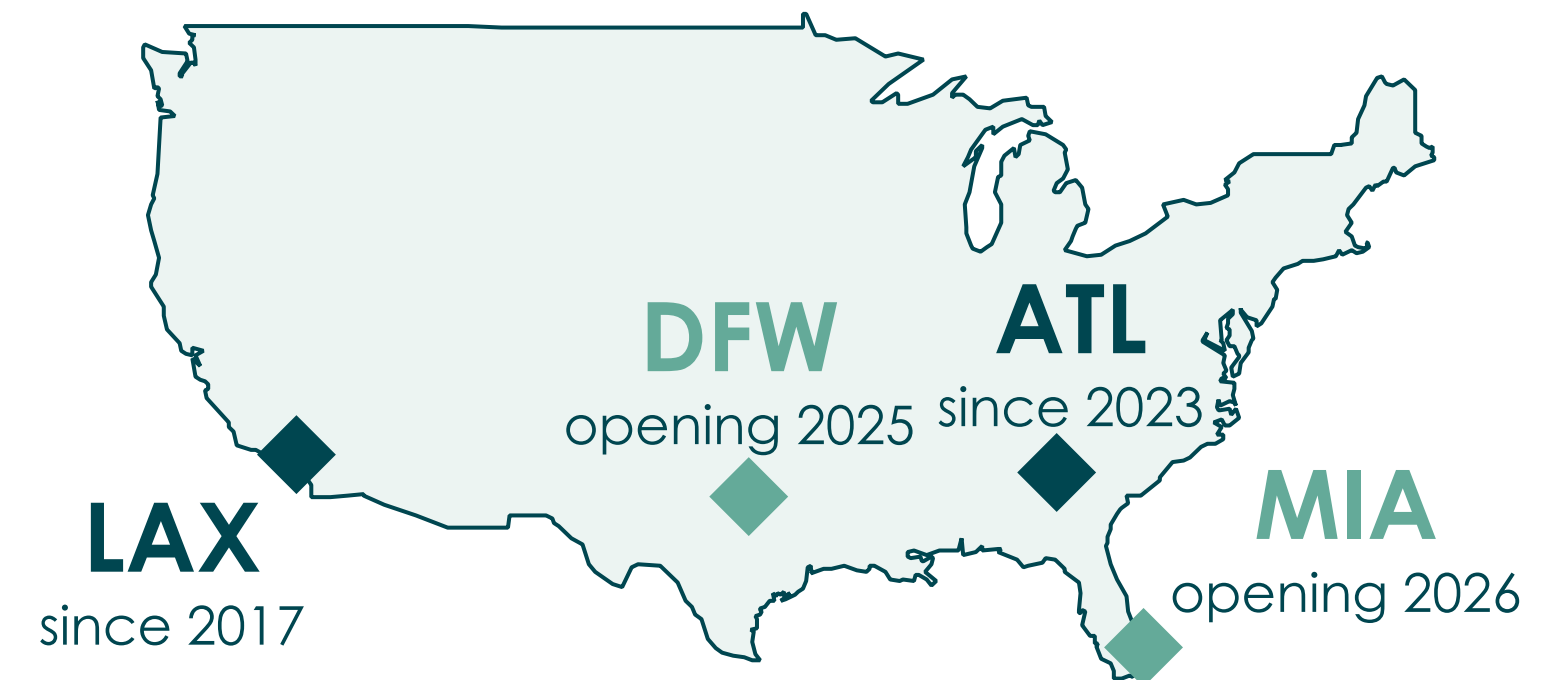 DFW
opening 2025
ATL
since 2023
LAX
since 2017
MIA
opening 2026